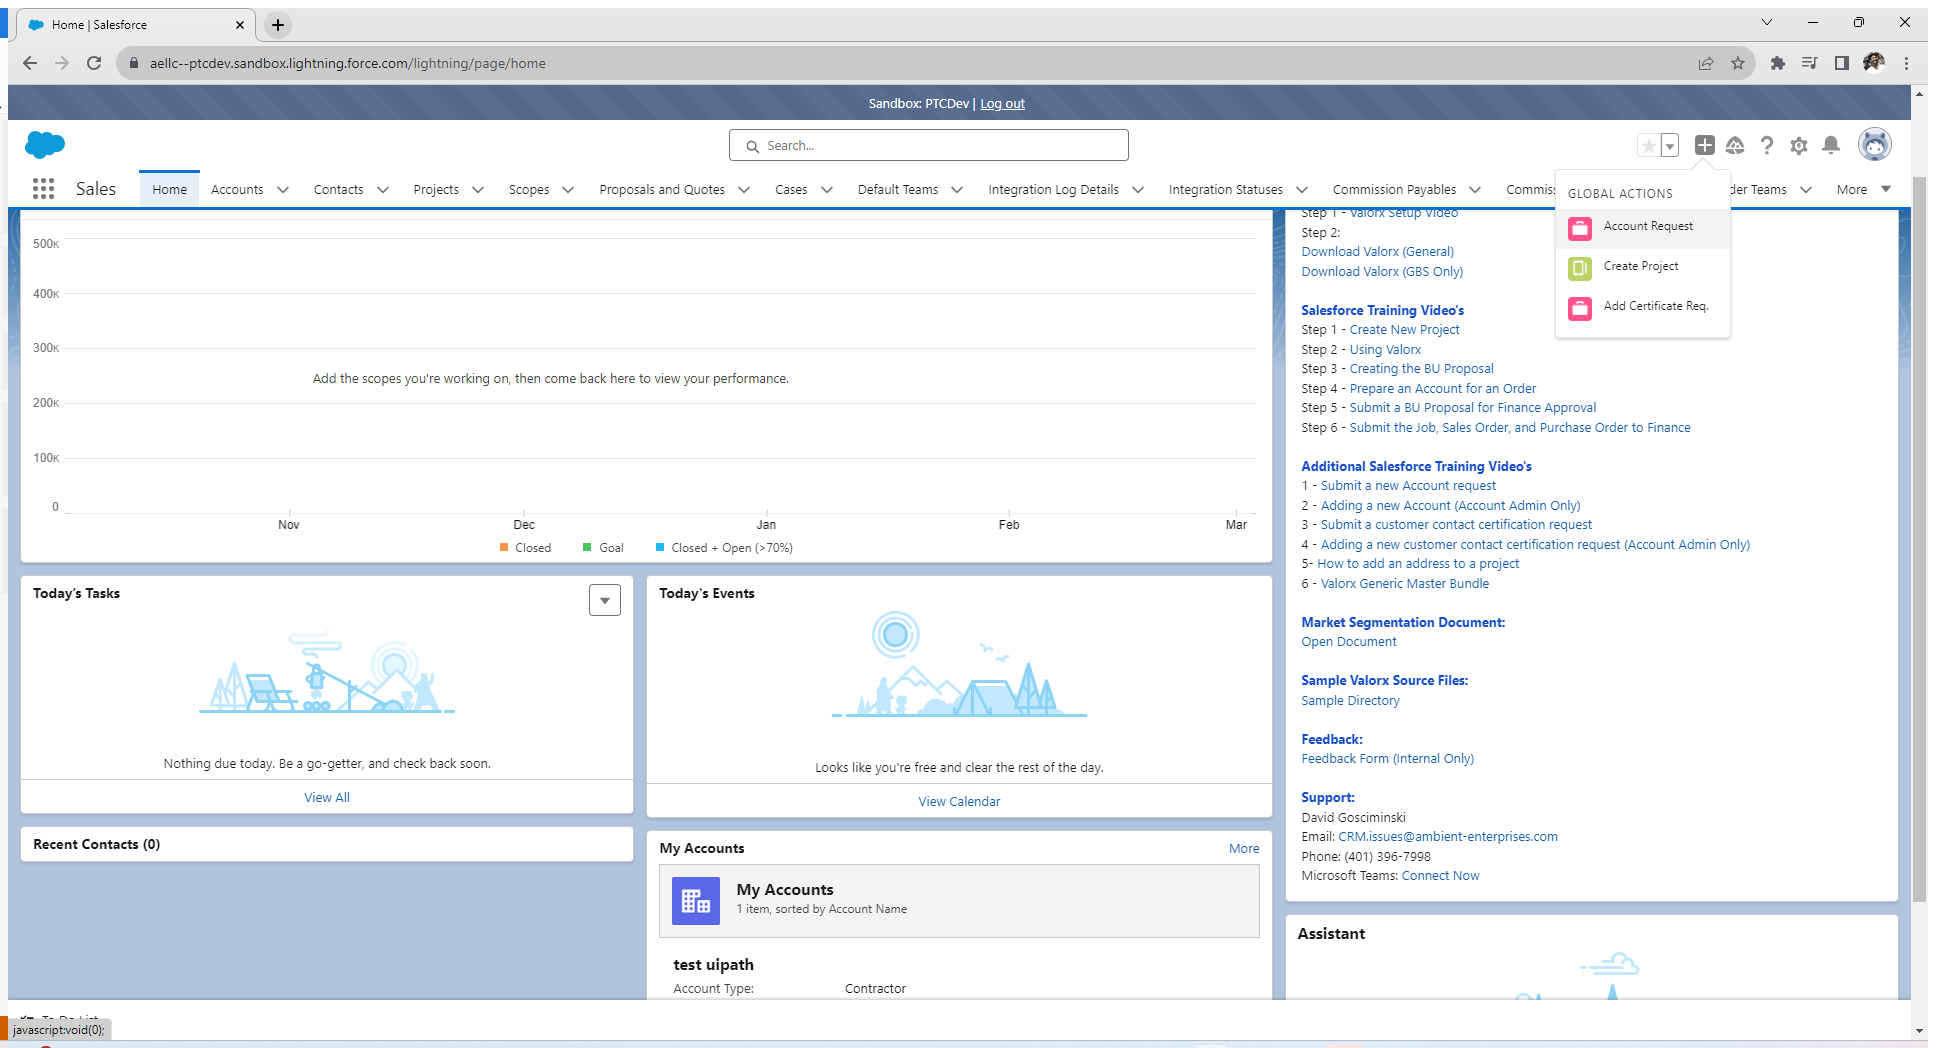 Home | Salesforce
aellc--ptcdev.sandbox.lightning.force.com/lightning/page/home
Sandbox: PTCDev | Log out
Search...
Sales
Home
Accounts
Contacts
Projects
Scopes
Proposals and Quotes
Cases
Default Teams
Integration Log Details
Integration Statuses
Commission Payables
More
GLOBAL ACTIONS
Account Request
Create Project
Add Certificate Req.
500K
400K
300K
200K
100K
0
Add the scopes you're working on, then come back here to view your performance.
Nov
Dec
Jan
Feb
Mar
Closed
Goal
Closed + Open (>70%)
Today's Tasks
Nothing due today. Be a go-getter, and check back soon.
View All
Recent Contacts (0)
Today's Events
Looks like you're free and clear the rest of the day.
View Calendar
My Accounts
More
My Accounts
1 item, sorted by Account Name
test uipath
Account Type:
Contractor
Step 1 - Valorx Setup Video
Step 2:
Download Valorx (General)
Download Valorx (GBS Only)
Salesforce Training Video's
Step 1 - Create New Project
Step 2 - Using Valorx
Step 3 - Creating the BU Proposal
Step 4 - Prepare an Account for an Order
Step 5 - Submit a BU Proposal for Finance Approval
Step 6 - Submit the Job, Sales Order, and Purchase Order to Finance
Additional Salesforce Training Video's
1 - Submit a new Account request
2 - Adding a new Account (Account Admin Only)
3 - Submit a customer contact certification request
4 - Adding a new customer contact certification request (Account Admin Only)
5- How to add an address to a project
6 - Valorx Generic Master Bundle
Market Segmentation Document:
Open Document
Sample Valorx Source Files:
Sample Directory
Feedback:
Feedback Form (Internal Only)
Support:
David Gosciminski
Email: CRM.issues@ambient-enterprises.com
Phone: (401) 396-7998
Microsoft Teams: Connect Now
Assistant
To Do List
javascript:void(0);